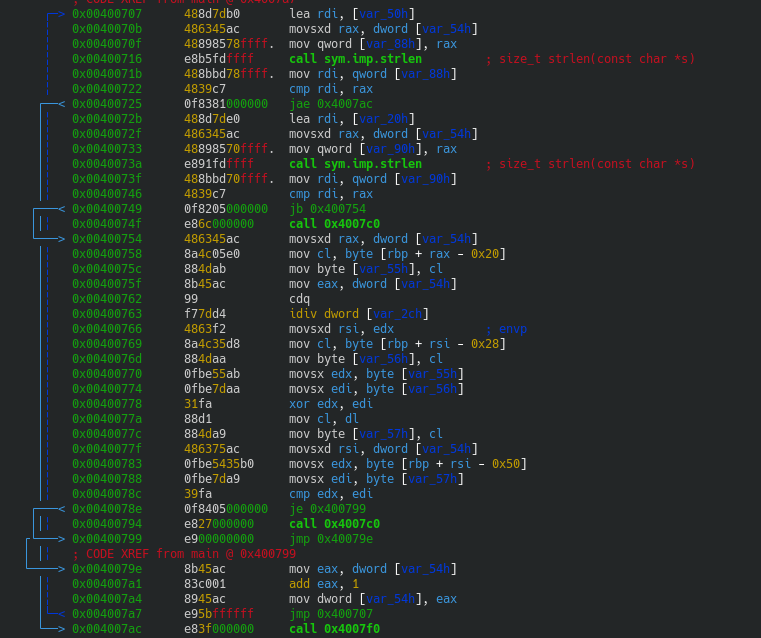 ; CODE XREF from main @ 0x4007a7
0x00400707 488d7db0 lea rdi, [var_50h]
0x0040070b 486345ac movsxd rax, dword [var_54h]
0x0040070f 48898578ffff. mov qword [var_88h], rax
0x00400716 e8b5fdffff call sym.imp.strlen ; size_t strlen(const char *s)
0x0040071b 488bbd78ffff. mov rdi, qword [var_88h]
0x00400722 4839c7 cmp rdi, rax
0x00400725 0f8381000000 jae 0x4007ac
0x0040072b 488d7de0 lea rdi, [var_20h]
0x0040072f 486345ac movsxd rax, dword [var_54h]
0x00400733 48898570ffff. mov qword [var_90h], rax
0x0040073a e891fdffff call sym.imp.strlen ; size_t strlen(const char *s)
0x0040073f 488bbd70ffff. mov rdi, qword [var_90h]
0x00400746 4839c7 cmp rdi, rax
0x00400749 0f8205000000 jb 0x400754
0x0040074f e86c000000 call 0x4007c0
0x00400754 486345ac movsxd rax, dword [var_54h]
0x00400758 8a4c05e0 mov cl, byte [rbp + rax - 0x20]
0x0040075c 884dab mov byte [var_55h], cl
0x0040075f 8b45ac mov eax, dword [var_54h]
0x00400762 99 cdq
0x00400763 f77dd4 idiv dword [var_2ch]
0x00400766 4863f2 movsxd rsi, edx ; envp
0x00400769 8a4c35d8 mov cl, byte [rbp + rsi - 0x28]
0x0040076d 884daa mov byte [var_56h], cl
0x00400770 0fbe55ab movsx edx, byte [var_55h]
0x00400774 0fbe7daa movsx edi, byte [var_56h]
0x00400778 31fa xor edx, edi
0x0040077a 88d1 mov cl, dl
0x0040077c 884da9 mov byte [var_57h], cl
0x0040077f 486375ac movsxd rsi, dword [var_54h]
0x00400783 0fbe5435b0 movsx edx, byte [rbp + rsi - 0x50]
0x00400788 0fbe7da9 movsx edi, byte [var_57h]
0x0040078c 39fa cmp edx, edi
0x0040078e 0f8405000000 je 0x400799
0x00400794 e827000000 call 0x4007c0
0x00400799 e900000000 jmp 0x40079e
; CODE XREF from main @ 0x400799
0x0040079e 8b45ac mov eax, dword [var_54h]
0x004007a1 83c001 add eax, 1
0x004007a4 8945ac mov dword [var_54h], eax
0x004007a7 e95bffffff jmp 0x400707
0x004007ac e83f000000 call 0x4007f0